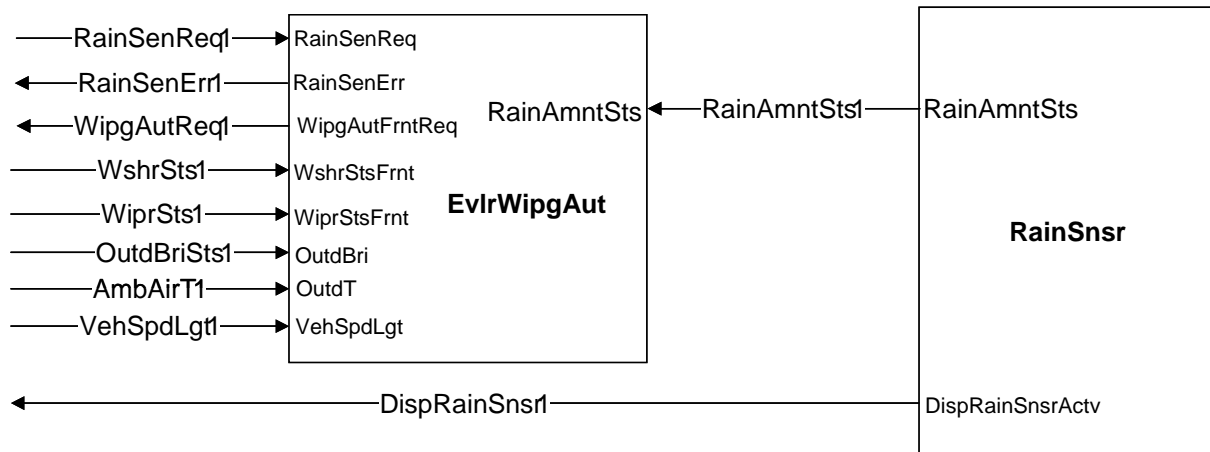 RainSenReq1
RainSenReq
RainSenErr1
RainSenErr
RainAmntSts
RainAmntSts1
RainAmntSts
WipgAutReq1
WipgAutFrntReq
WshrSts1
WshrStsFrnt
EvlrWipgAut
WiprSts1
WiprStsFrnt
RainSnsr
OutdBriSts1
OutdBri
AmbAirT1
OutdT
VehSpdLgt1
VehSpdLgt
DispRainSnsr1
DispRainSnsrActv